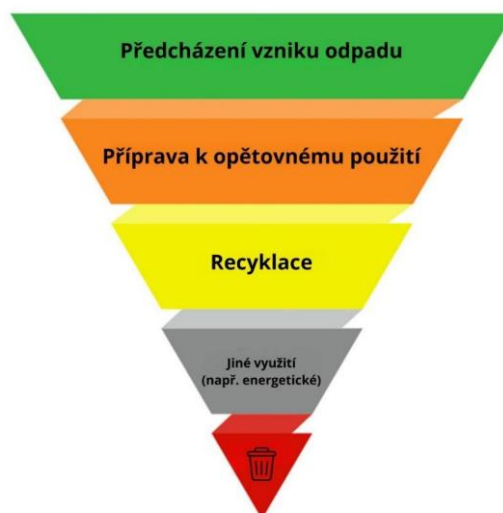 Předcházení vzniku odpadu
Příprava k opětovnému použití
Recyklace
Jiné využití
(např. energetické)